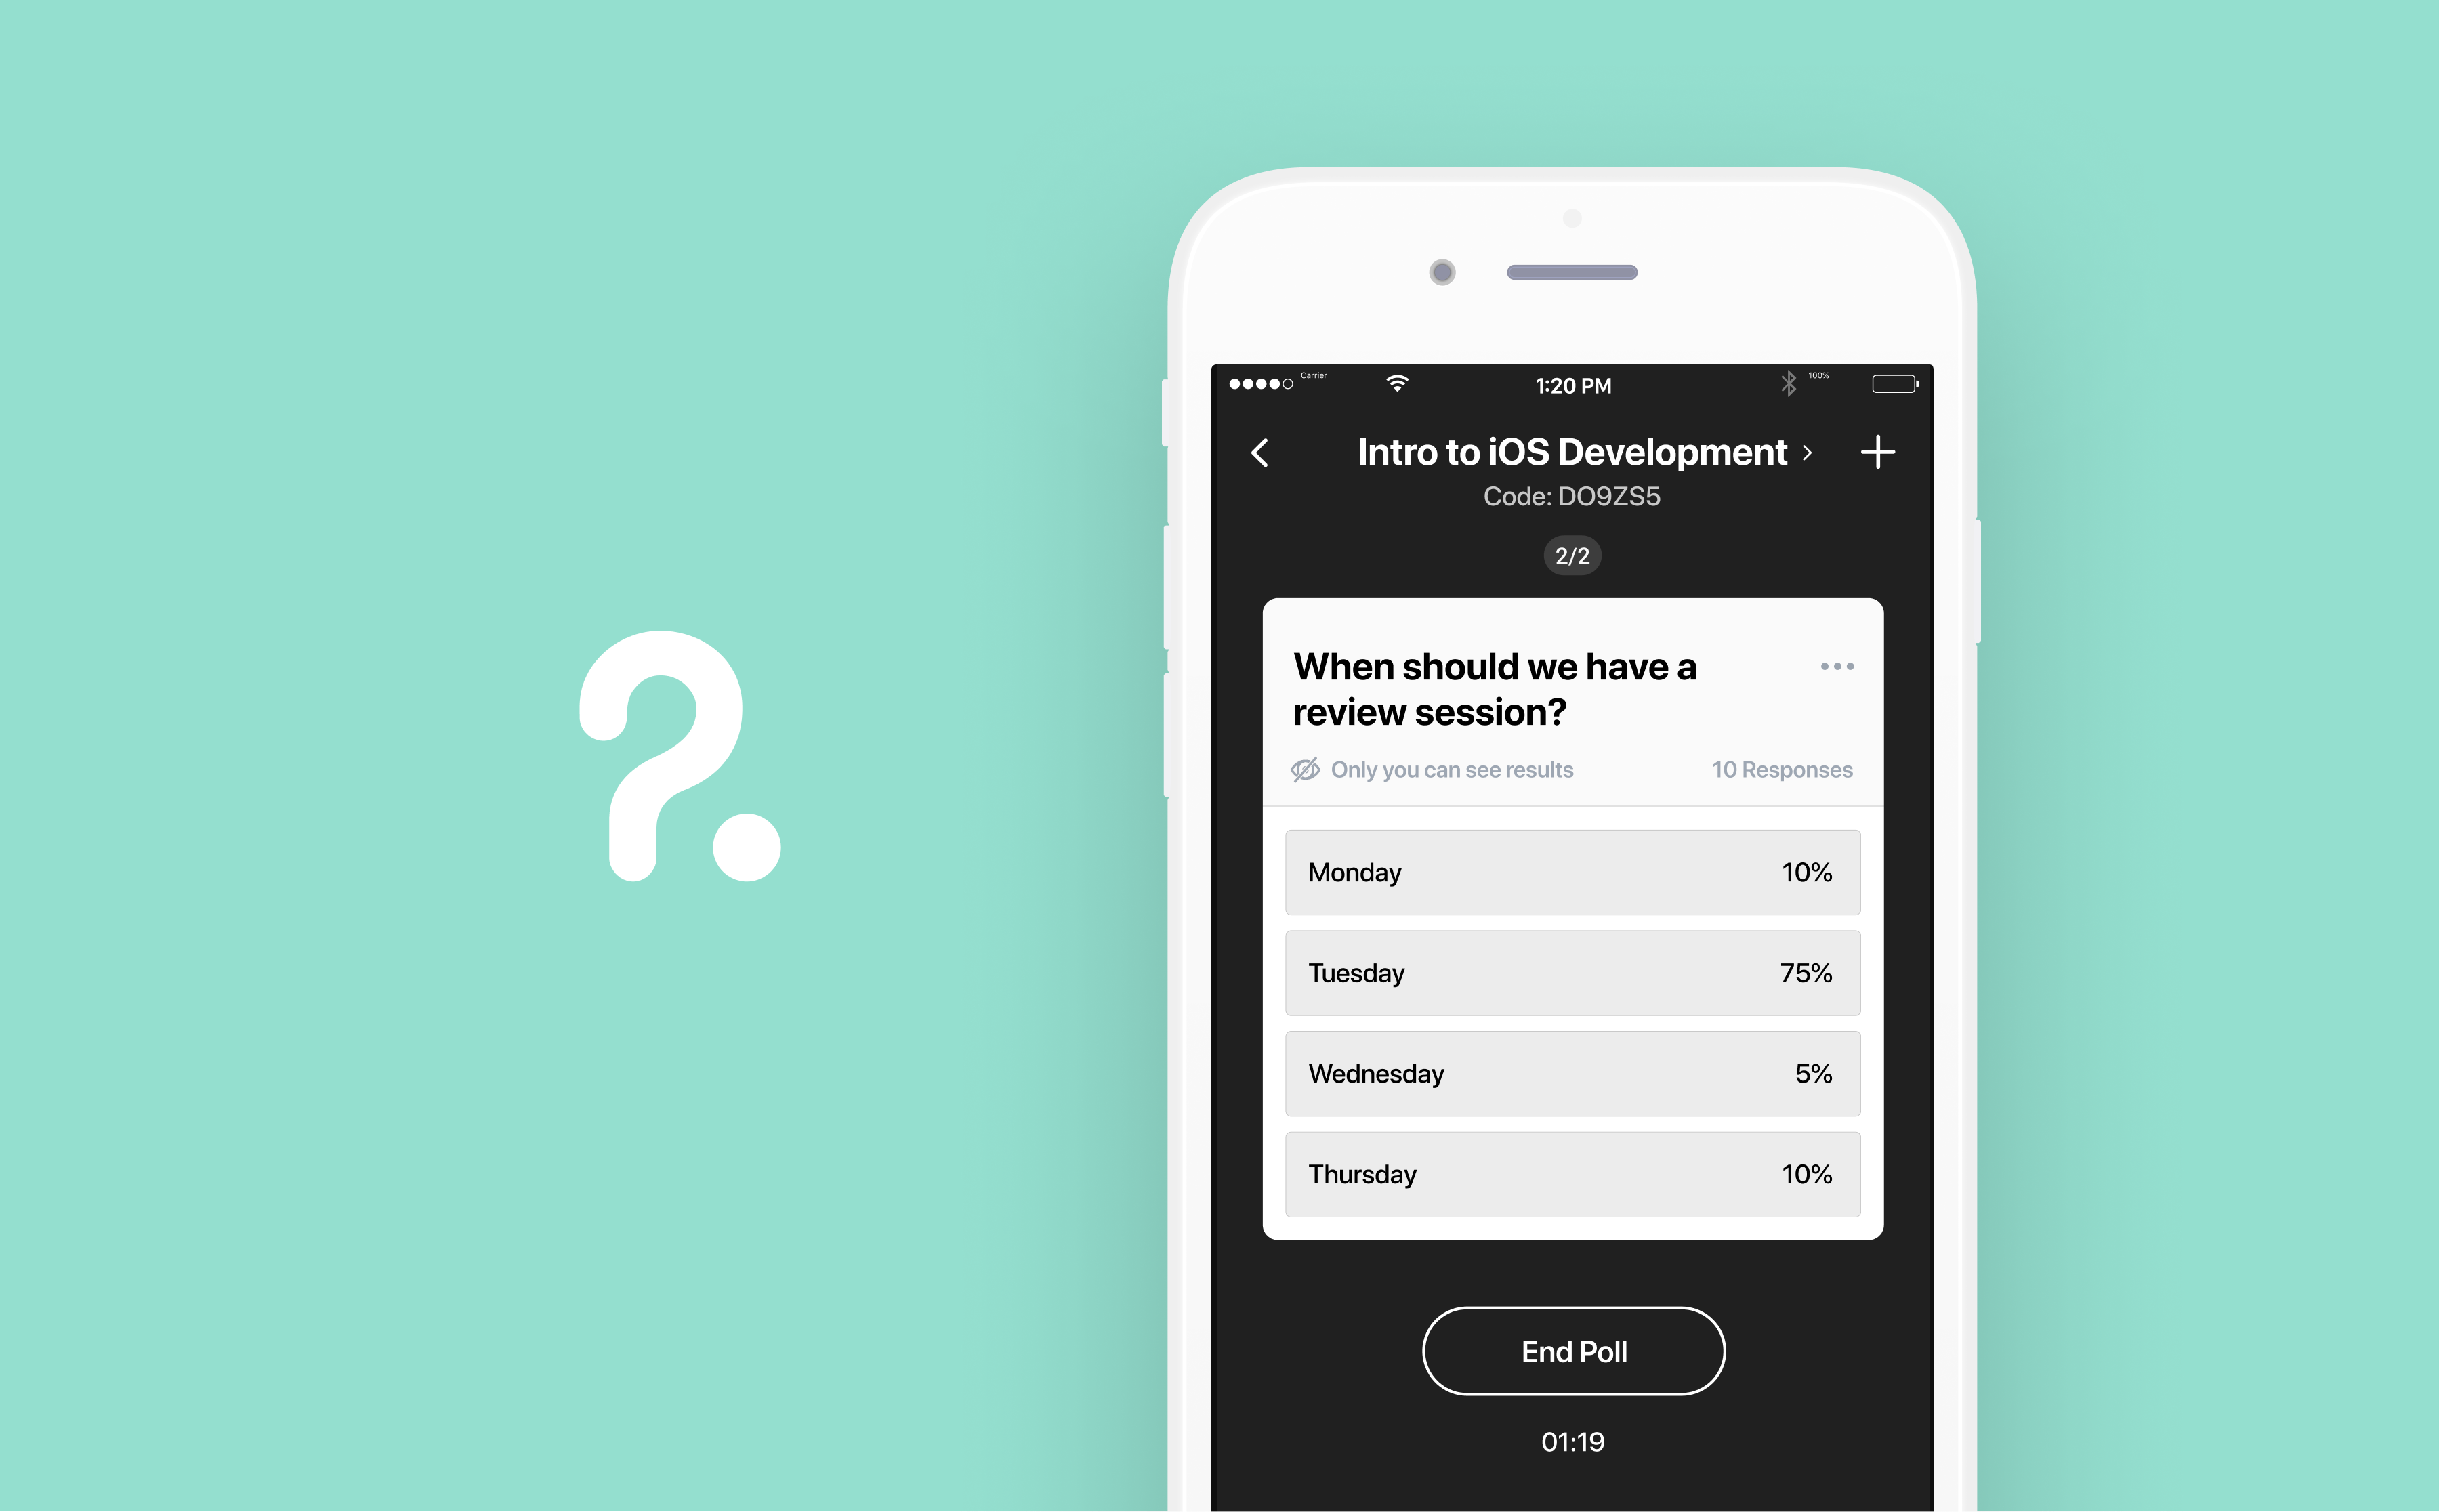 Carrier
1:20 PM
100%
Intro to iOS Development
Code: DO9ZS5
2/2
When should we have a
review session?
Only you can see results
10 Responses
Monday 10%
Tuesday 75%
Wednesday 5%
Thursday 10%
End Poll
01:19
?.